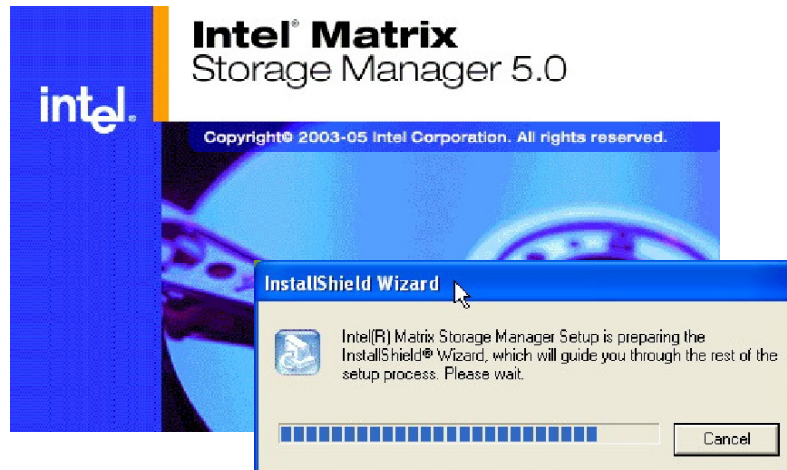 Intel® Matrix
Storage Manager 5.0
intel.
Copyright© 2003-05 Intel Corporation. All rights reserved.
InstallShield Wizard
Intel(R) Matrix Storage Manager Setup is preparing the
InstallShield® Wizard, which will guide you through the rest of the
setup process. Please wait.
Cancel